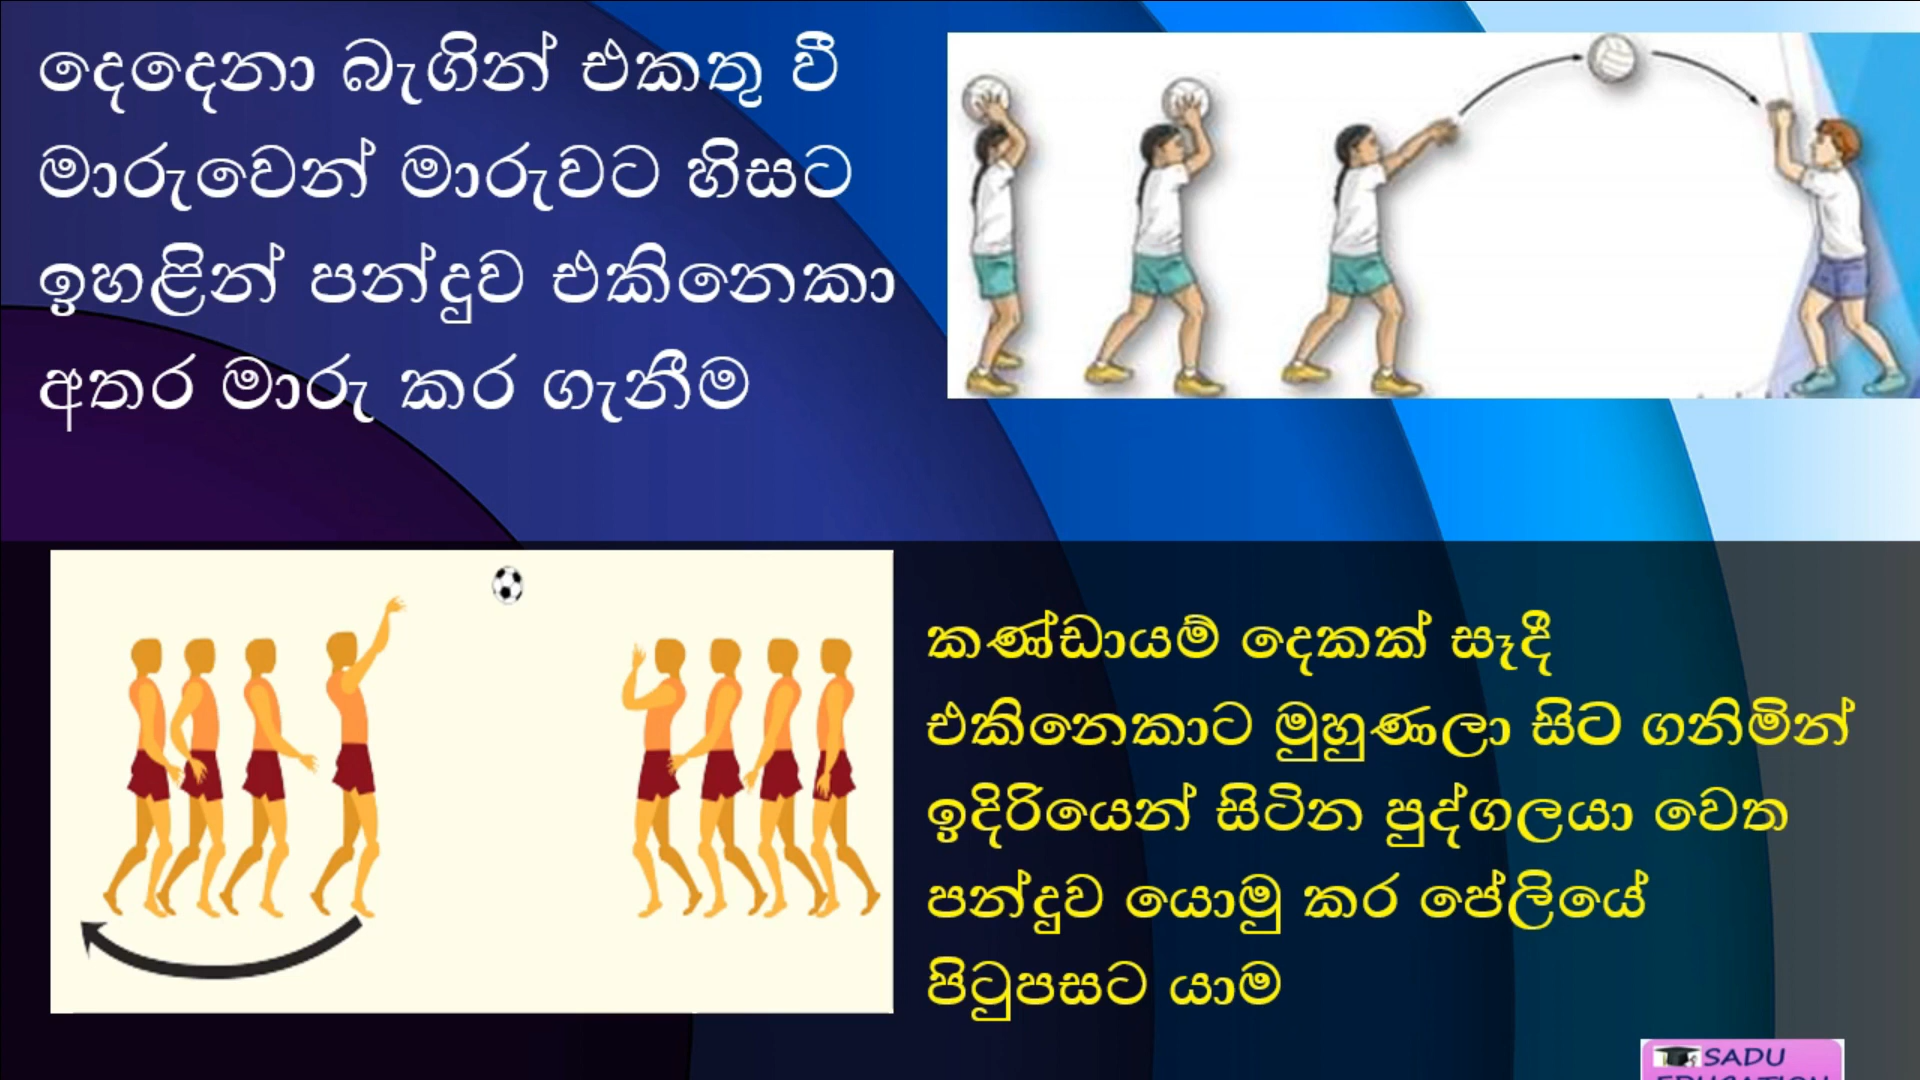 දෙදෙනා බැගින් එකතු වී
මාරුවෙන් මාරුවට හිසට
ඉහළින් පන්දුව එකිනෙකා
අතර මාරු කර ගැනීම
කණ්ඩායම් දෙකක් සෑදී
එකිනෙකාට මුහුණලා සිට ගනිමින්
ඉදිරියෙන් සිටින පුද්ගලයා වෙත
පන්දුව යොමු කර පේලියේ
පිටුපසට යාම
SADU
EDUCATION